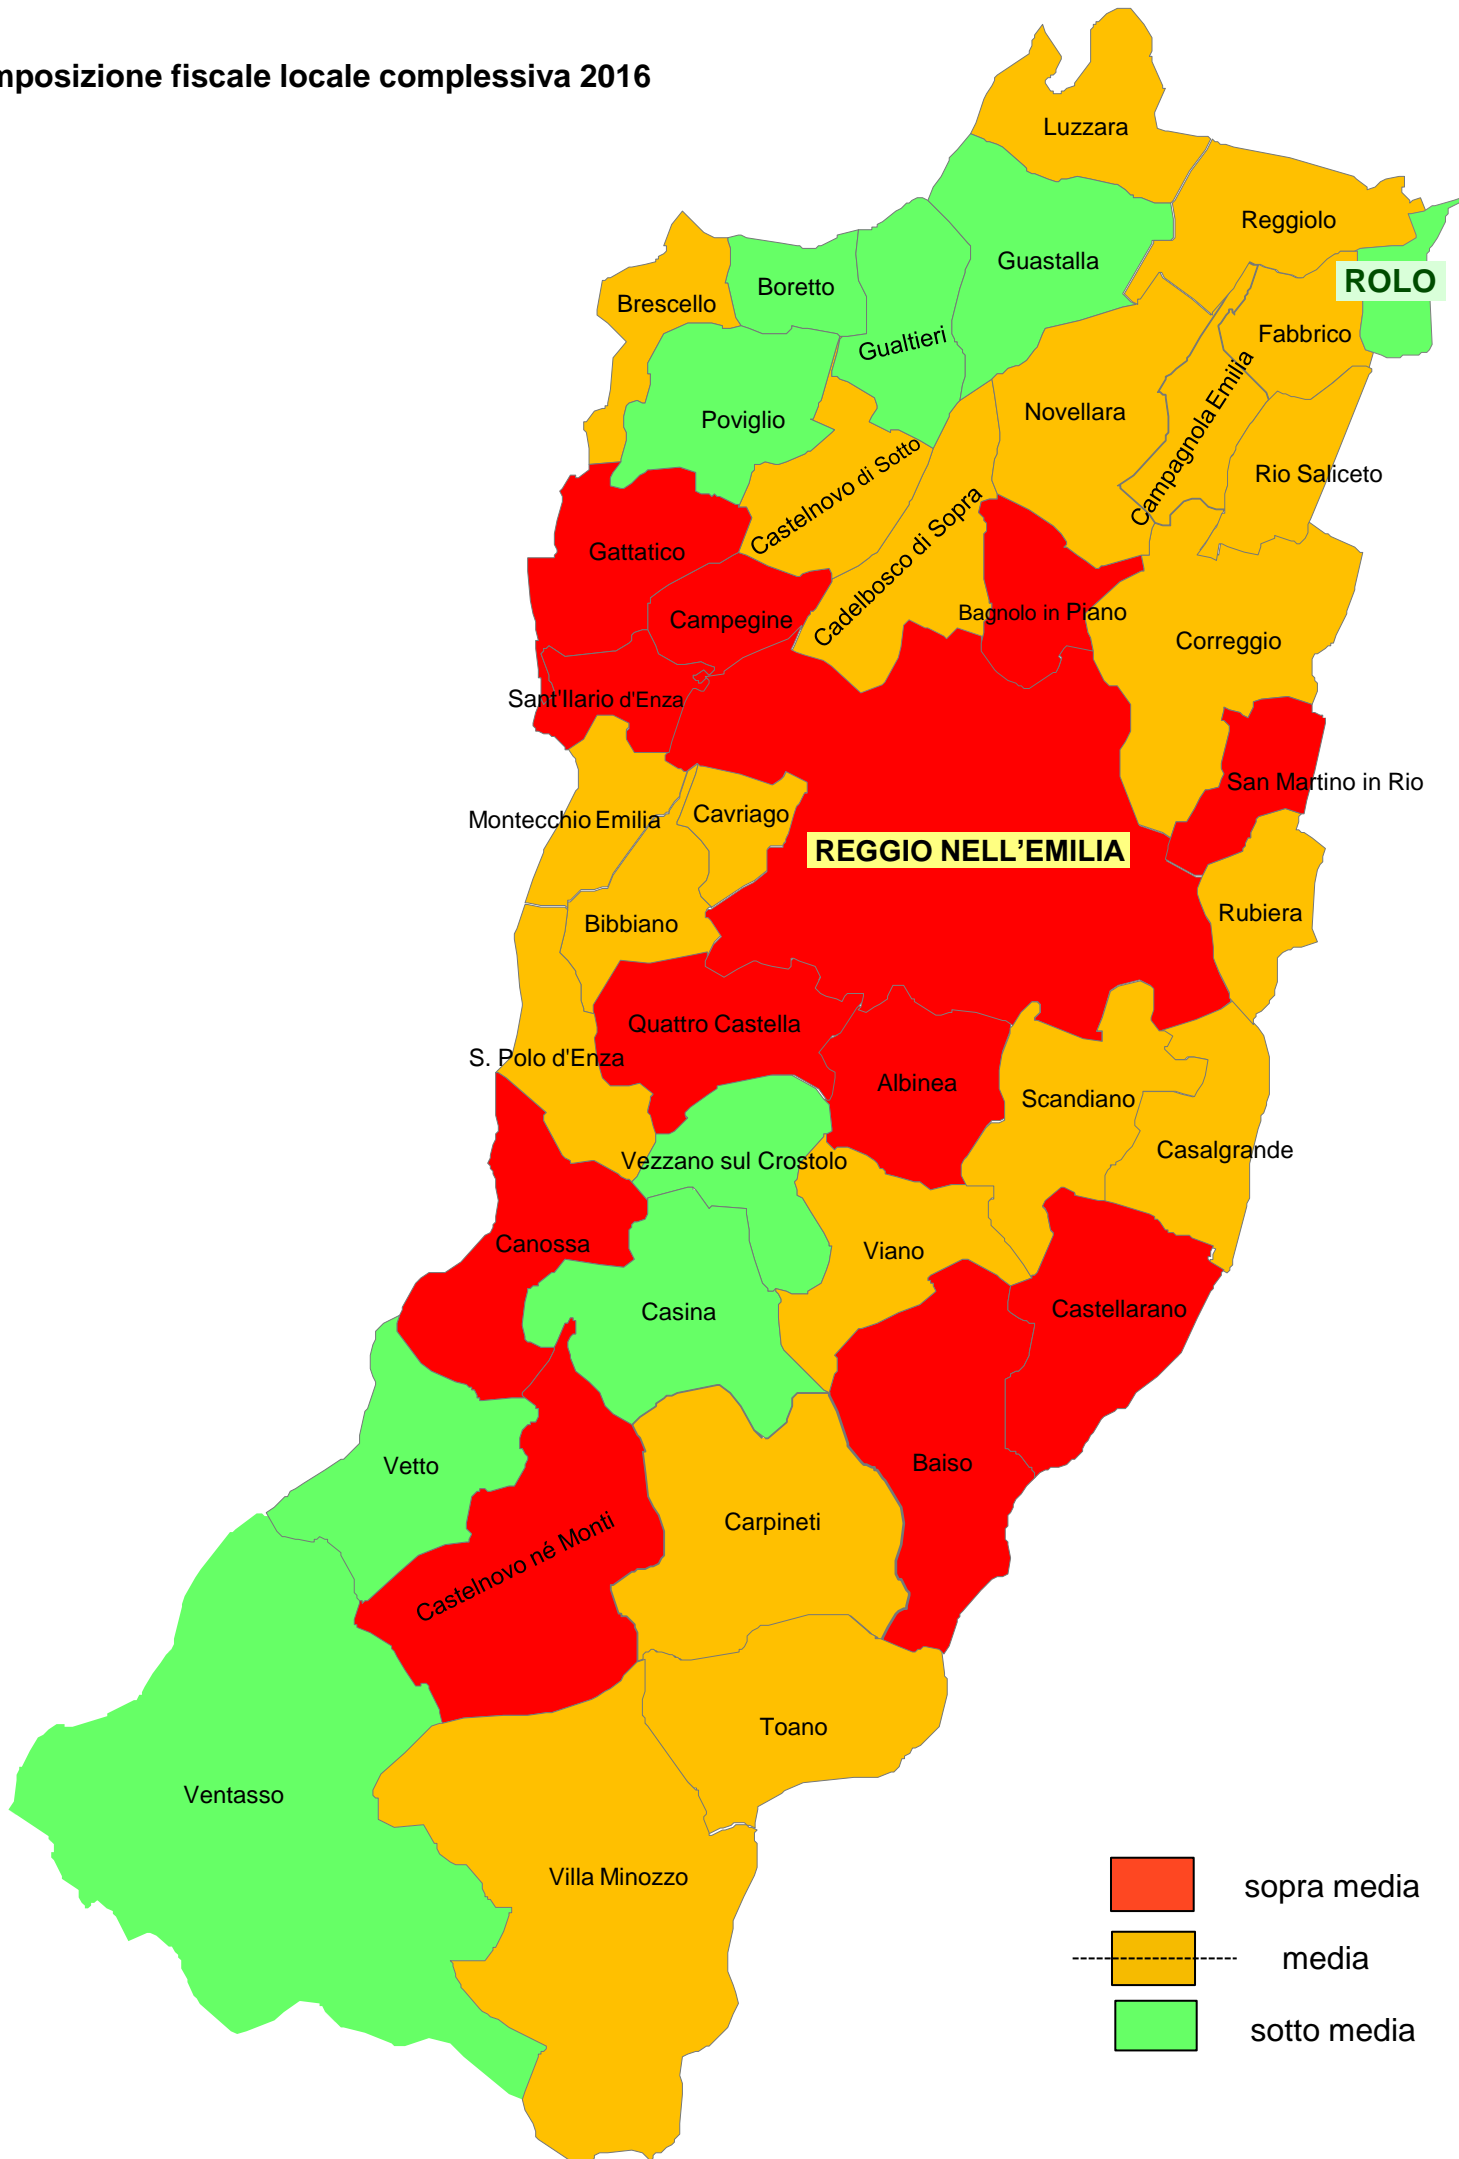 mposizione fiscale locale complessiva 2016
Luzzara
Reggiolo
Guastalla
ROLO
Boretto
Brescello
Fabbrico
Gualtieri
Novellara
Poviglio
Campagnola Emilia
Rio Saliceto
Castelnovo di Sotto
Gattatico
Cadelbosco di Sopra
Bagnolo in Piano
Campegine
Correggio
Sant'Ilario d'Enza
San Martino in Rio
Cavriago
Montecchio Emilia
REGGIO NELL'EMILIA
Rubiera
Bibbiano
Quattro Castella
S. Polo d'Enza
Albinea
Scandiano
Casalgrande
Vezzano sul Crostolo
Canossa
Viano
Casina
Castellarano
Vetto
Baiso
Carpineti
Castelnovo né Monti
Toano
Ventasso
Villa Minozzo
sopra media
media
sotto media